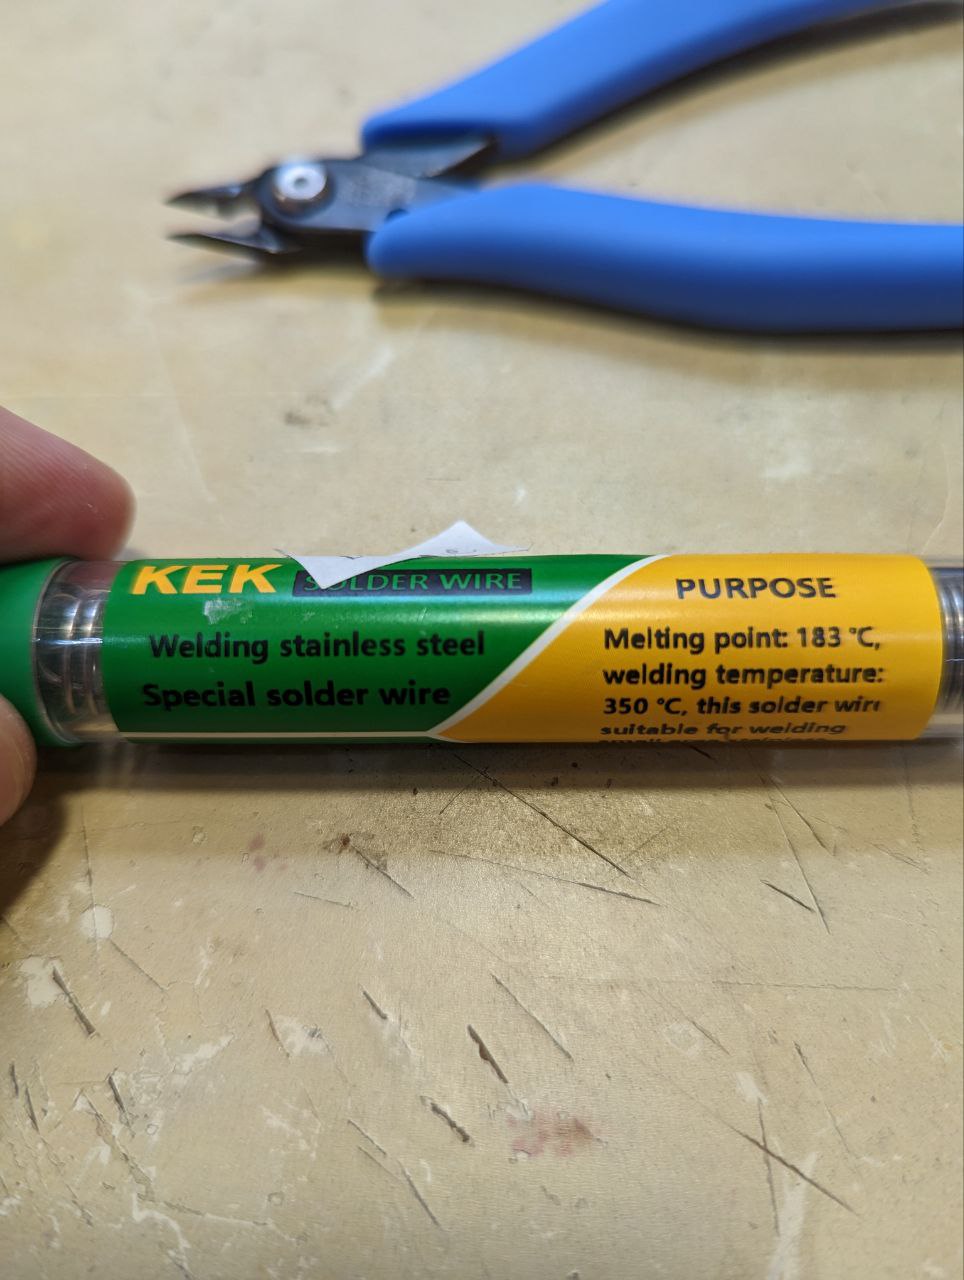 KEK SOLDER WIRE
Welding stainless steel
Special solder wire
PURPOSE
Melting point: 183 °C,
welding temperature:
350 °C, this solder wire
suitable for welding